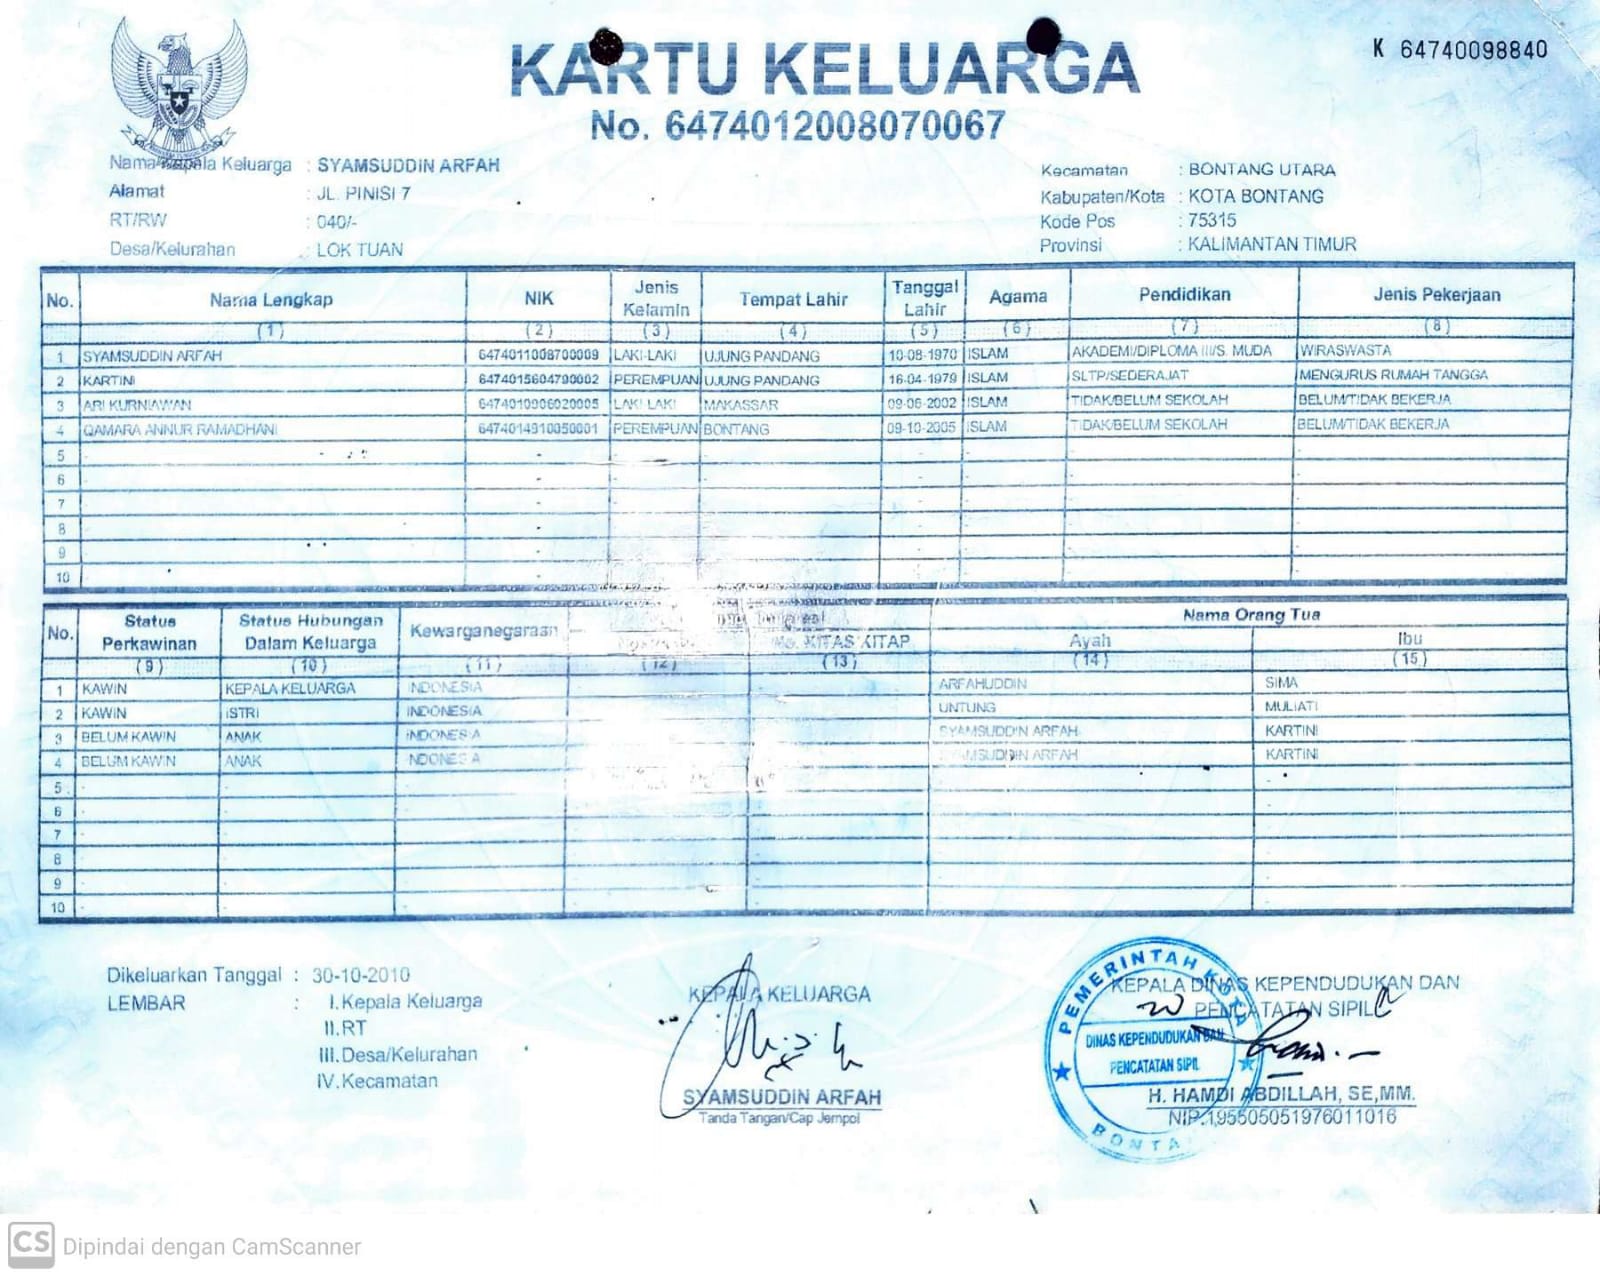 KARTU KELUARGA
K 64740098840
No. 6474012008070067
Nama Kepala Keluarga : SYAMSUDDIN ARFAH
Alamat : JL. PINISI 7
RT/RW : 040/-
Desa/Kelurahan : LOK TUAN
Kecamatan : BONTANG UTARA
Kabupaten/Kota : KOTA BONTANG
Kode Pos : 75315
Provinsi : KALIMANTAN TIMUR
No. Nama Lengkap NIK Jenis Kelamin Tempat Lahir Tanggal Lahir Agama Pendidikan Jenis Pekerjaan
(1) (2) (3) (4) (5) (6) (7) (8)
1 SYAMSUDDIN ARFAH 6474011008700009 LAKI-LAKI UJUNG PANDANG 10-08-1970 ISLAM AKADEMI/DIPLOMA III/S. MUDA WIRASWASTA
2 KARTINI 6474015604790002 PEREMPUAN UJUNG PANDANG 16-04-1979 ISLAM SLTP/SEDERAJAT MENGURUS RUMAH TANGGA
3 ARI KURNIAWAN 6474010906020005 LAKI LAKI MAKASSAR 09-06-2002 ISLAM TIDAK/BELUM SEKOLAH BELUM/TIDAK BEKERJA
4 QAMARA ANNUR RAMADHANI 6474014910050001 PEREMPUAN BONTANG 09-10-2005 ISLAM TIDAK/BELUM SEKOLAH BELUM/TIDAK BEKERJA
5 -
6 -
7 -
8 -
9 -
10 -
No. Status Perkawinan Status Hubungan Dalam Keluarga Kewarganegaraan No. KITAS/KITAP Nama Orang Tua
Ayah Ibu
(9) (10) (11) (12) (13) (14) (15)
1 KAWIN KEPALA KELUARGA INDONESIA ARFAHUDDIN SIMA
2 KAWIN ISTRI INDONESIA UNTUNG MULIATI
3 BELUM KAWIN ANAK INDONESIA SYAMSUDDIN ARFAH KARTINI
4 BELUM KAWIN ANAK INDONESIA SYAMSUDDIN ARFAH KARTINI
5 -
6 -
7 -
8 -
9 -
10 -
Dikeluarkan Tanggal : 30-10-2010
LEMBAR : I. Kepala Keluarga
II. RT
III. Desa/Kelurahan
IV. Kecamatan
KEPALA KELUARGA
SYAMSUDDIN ARFAH
Tanda Tangan/Cap Jempol
KEPALA DINAS KEPENDUDUKAN DAN
PENCATATAN SIPIL
PEMERINTAH KOTA
DINAS KEPENDUDUKAN DAN
PENCATATAN SIPIL
H. HAMDI ABDILLAH, SE,MM.
NIP.195505051976011016
CS Dipindai dengan CamScanner